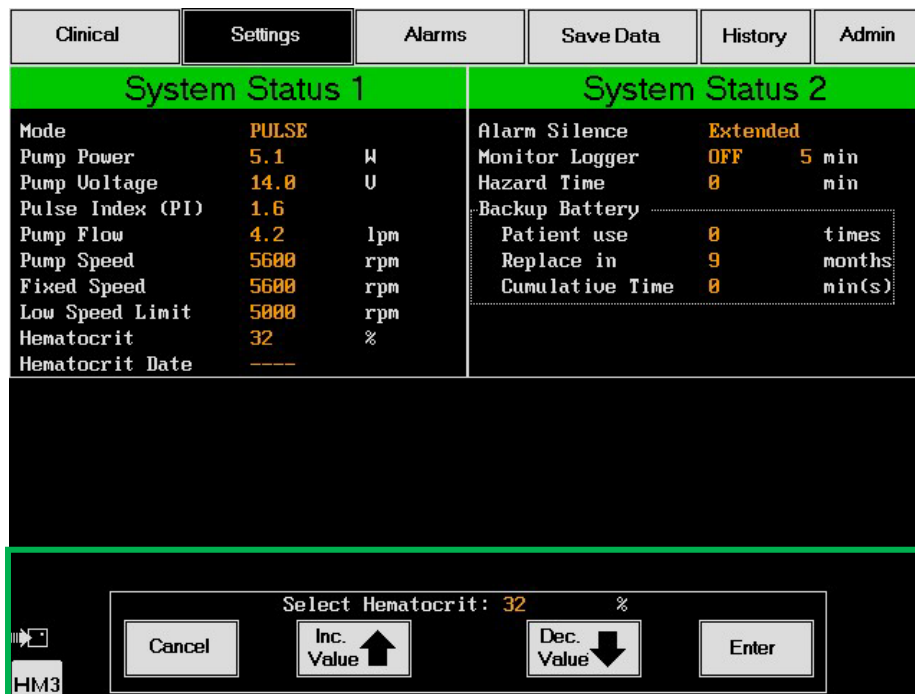 Clinical Settings Alarms Save Data History Admin
System Status 1
Mode PULSE
Pump Power 5.1 W
Pump Voltage 14.0 V
Pulse Index (PI) 1.6
Pump Flow 4.2 lpm
Pump Speed 5600 rpm
Fixed Speed 5600 rpm
Low Speed Limit 5000 rpm
Hematocrit 32 %
Hematocrit Date ----
System Status 2
Alarm Silence Extended
Monitor Logger OFF 5 min
Hazard Time 0 min
Backup Battery
Patient use 0 times
Replace in 9 months
Cumulative Time 0 min(s)
Select Hematocrit: 32 %
Cancel
Inc.
Value
Dec.
Value
Enter
HM3